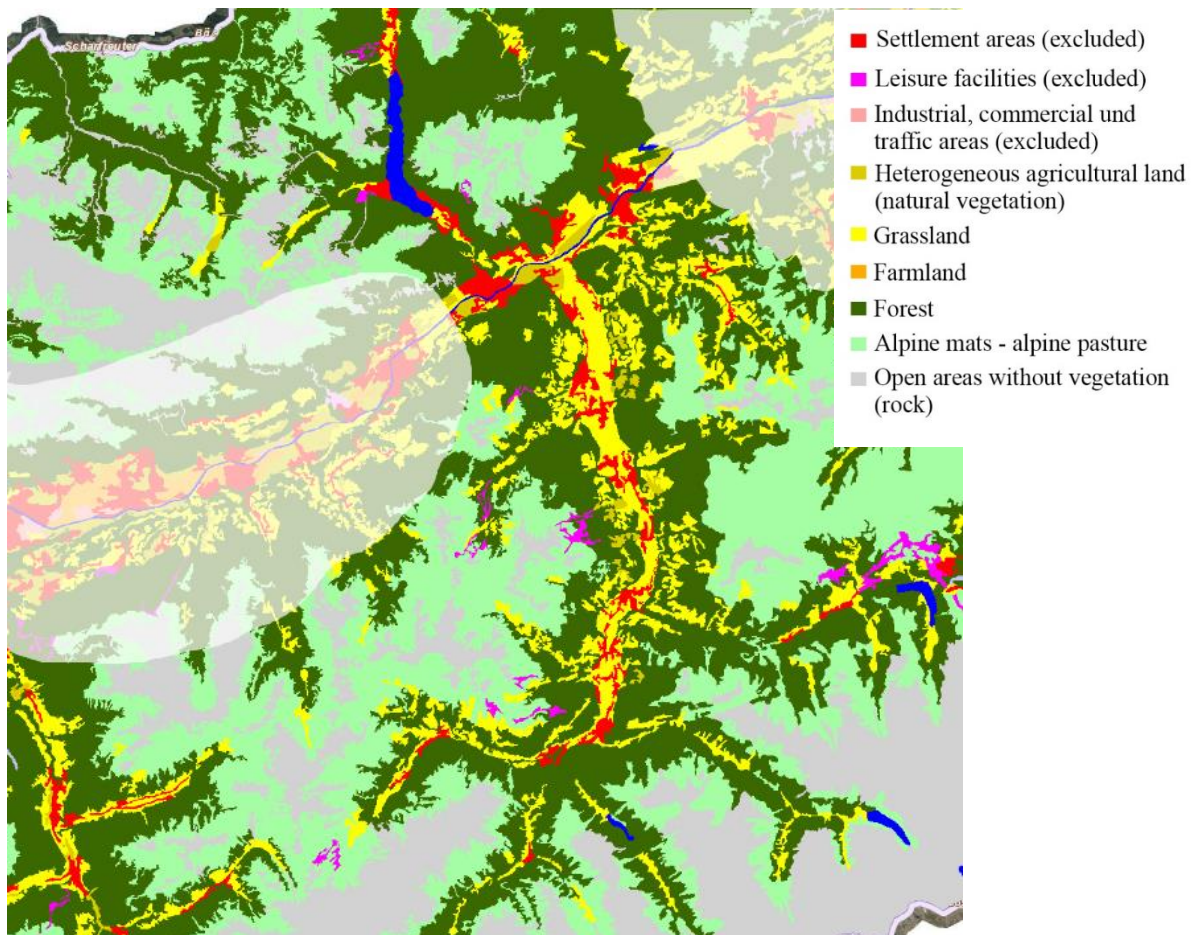 Scharfreuter
Settlement areas (excluded)
Leisure facilities (excluded)
Industrial, commercial und
traffic areas (excluded)
Heterogeneous agricultural land
(natural vegetation)
Grassland
Farmland
Forest
Alpine mats - alpine pasture
Open areas without vegetation
(rock)